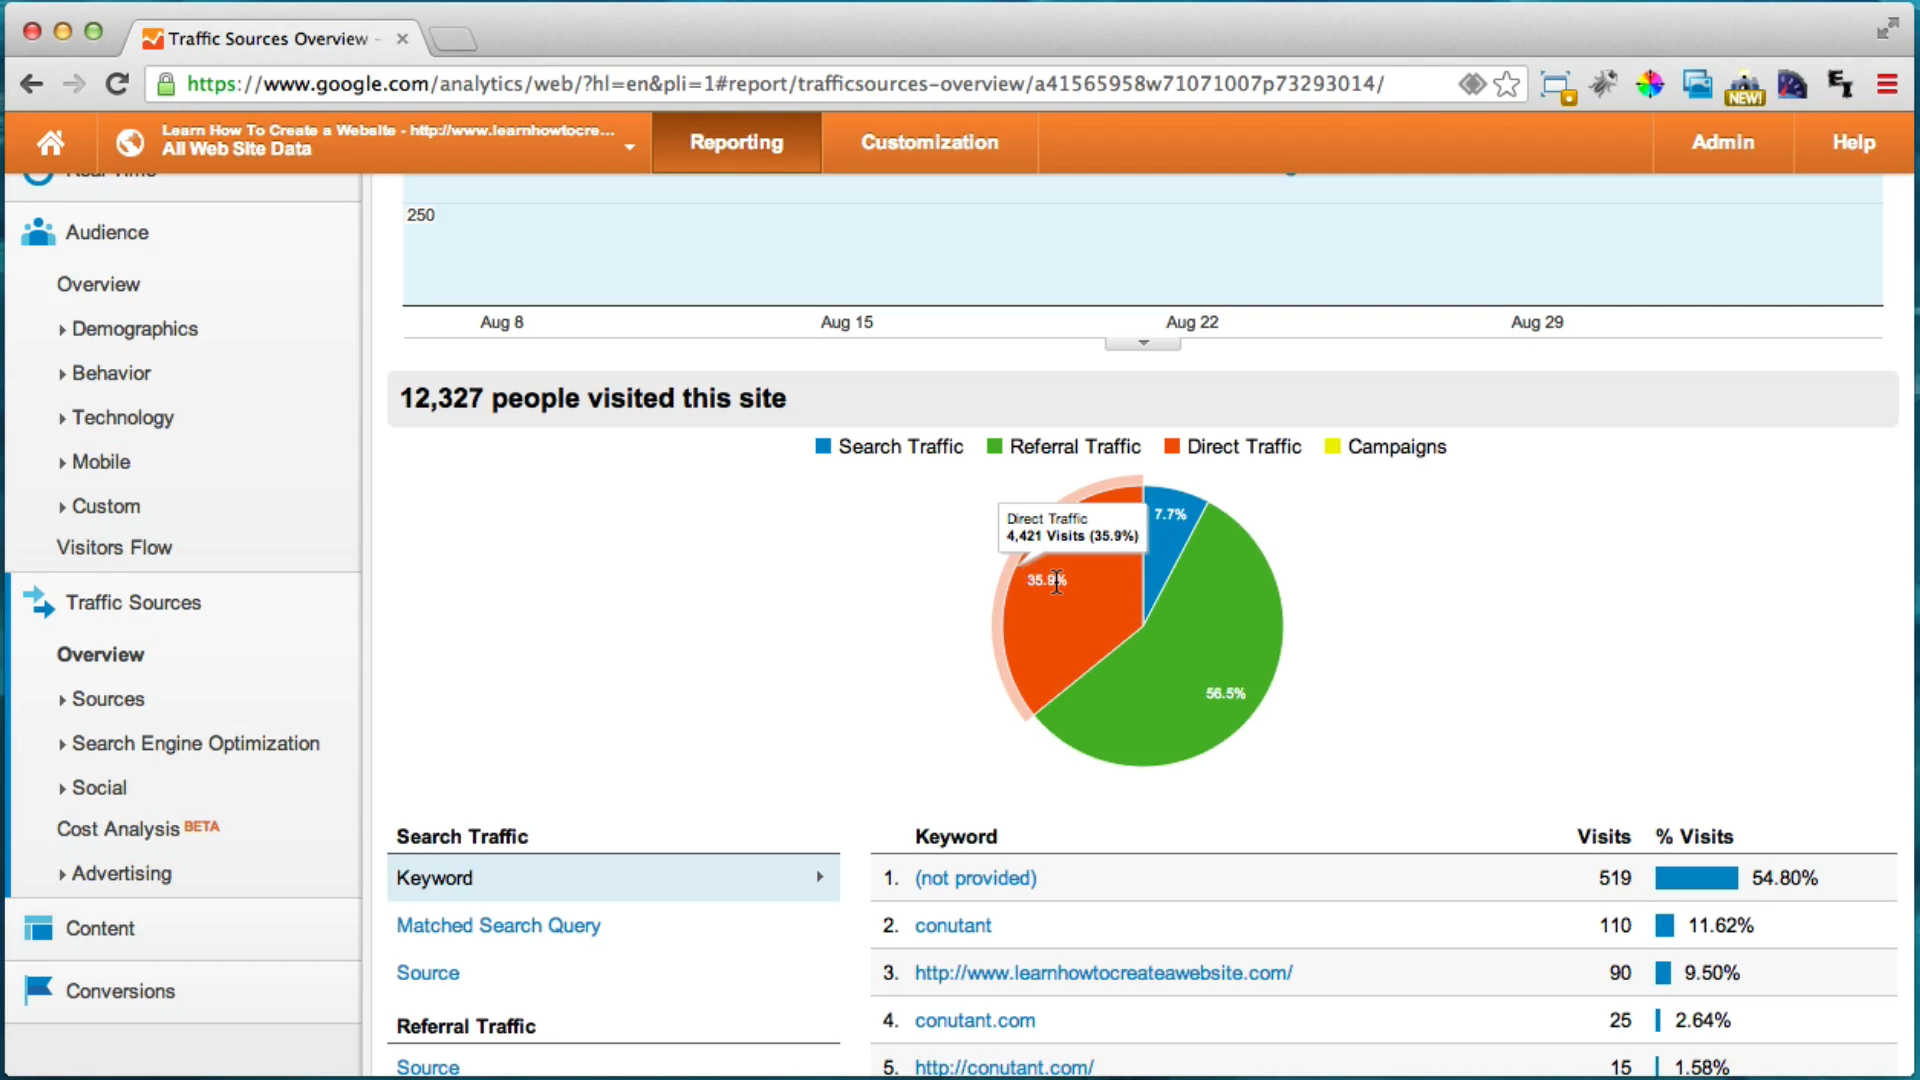 Traffic Sources Overview -
https://www.google.com/analytics/web/?hl=en&pli=1#report/trafficsources-overview/a41565958w71071007p73293014/
NEW!
Learn How To Create a Website - http://www.learnhowtocre...
All Web Site Data
Reporting
Customization
Admin
Help
Real-Time
Audience
Overview
Demographics
Behavior
Technology
Mobile
Custom
Visitors Flow
Traffic Sources
Overview
Sources
Search Engine Optimization
Social
Cost Analysis BETA
Advertising
Content
Conversions
250
Aug 8 Aug 15 Aug 22 Aug 29
12,327 people visited this site
Search Traffic Referral Traffic Direct Traffic Campaigns
Direct Traffic
4,421 Visits (35.9%)
7.7%
35.9%
56.5%
Search Traffic
Keyword
Matched Search Query
Source
Referral Traffic
Source
Keyword Visits % Visits
1. (not provided) 519 54.80%
2. conutant 110 11.62%
3. http://www.learnhowtocreateawebsite.com/ 90 9.50%
4. conutant.com 25 2.64%
5. http://conutant.com/ 15 1.58%